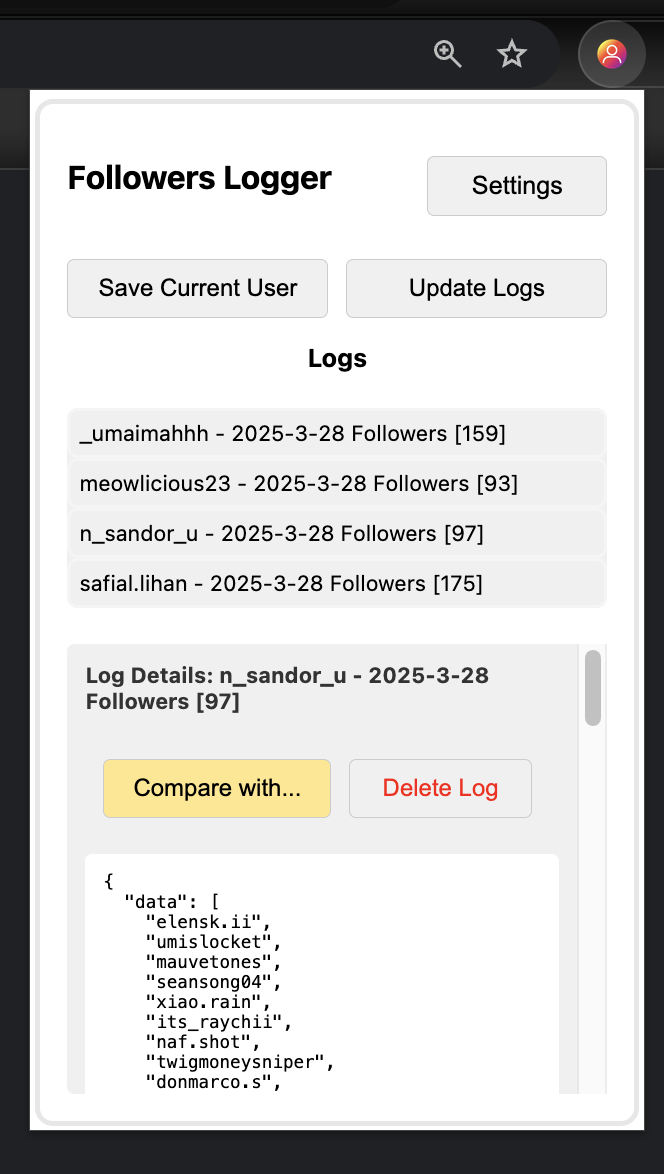 Followers Logger
Settings
Save Current User
Update Logs
Logs
_umaimahhh - 2025-3-28 Followers [159]
meowlicious23 - 2025-3-28 Followers [93]
n_sandor_u - 2025-3-28 Followers [97]
safial.lihan - 2025-3-28 Followers [175]
Log Details: n_sandor_u - 2025-3-28
Followers [97]
Compare with...
Delete Log
{
"data": [
"elensk.ii",
"umislocket",
"mauvetones",
"seansong04",
"xiao.rain",
"its_raychii",
"naf.shot",
"twigmoneysniper",
"donmarco.s",